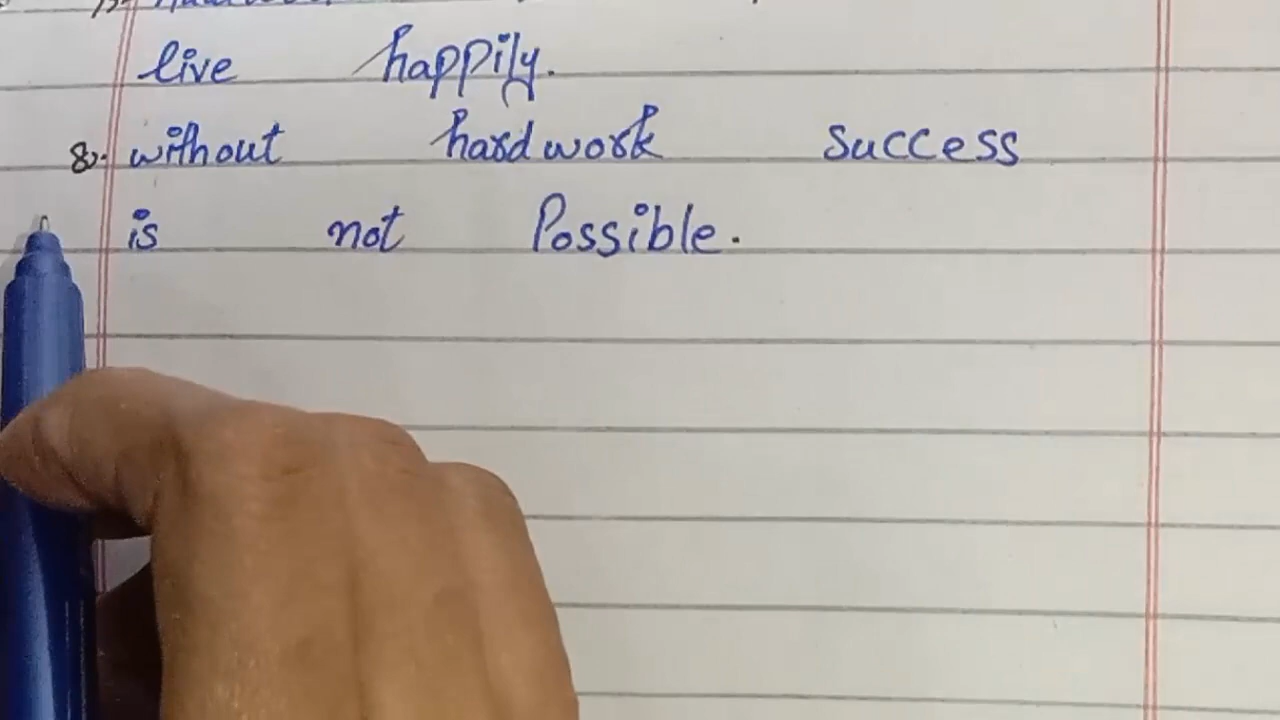 live happily.
8). without hardwork success
is not Possible.